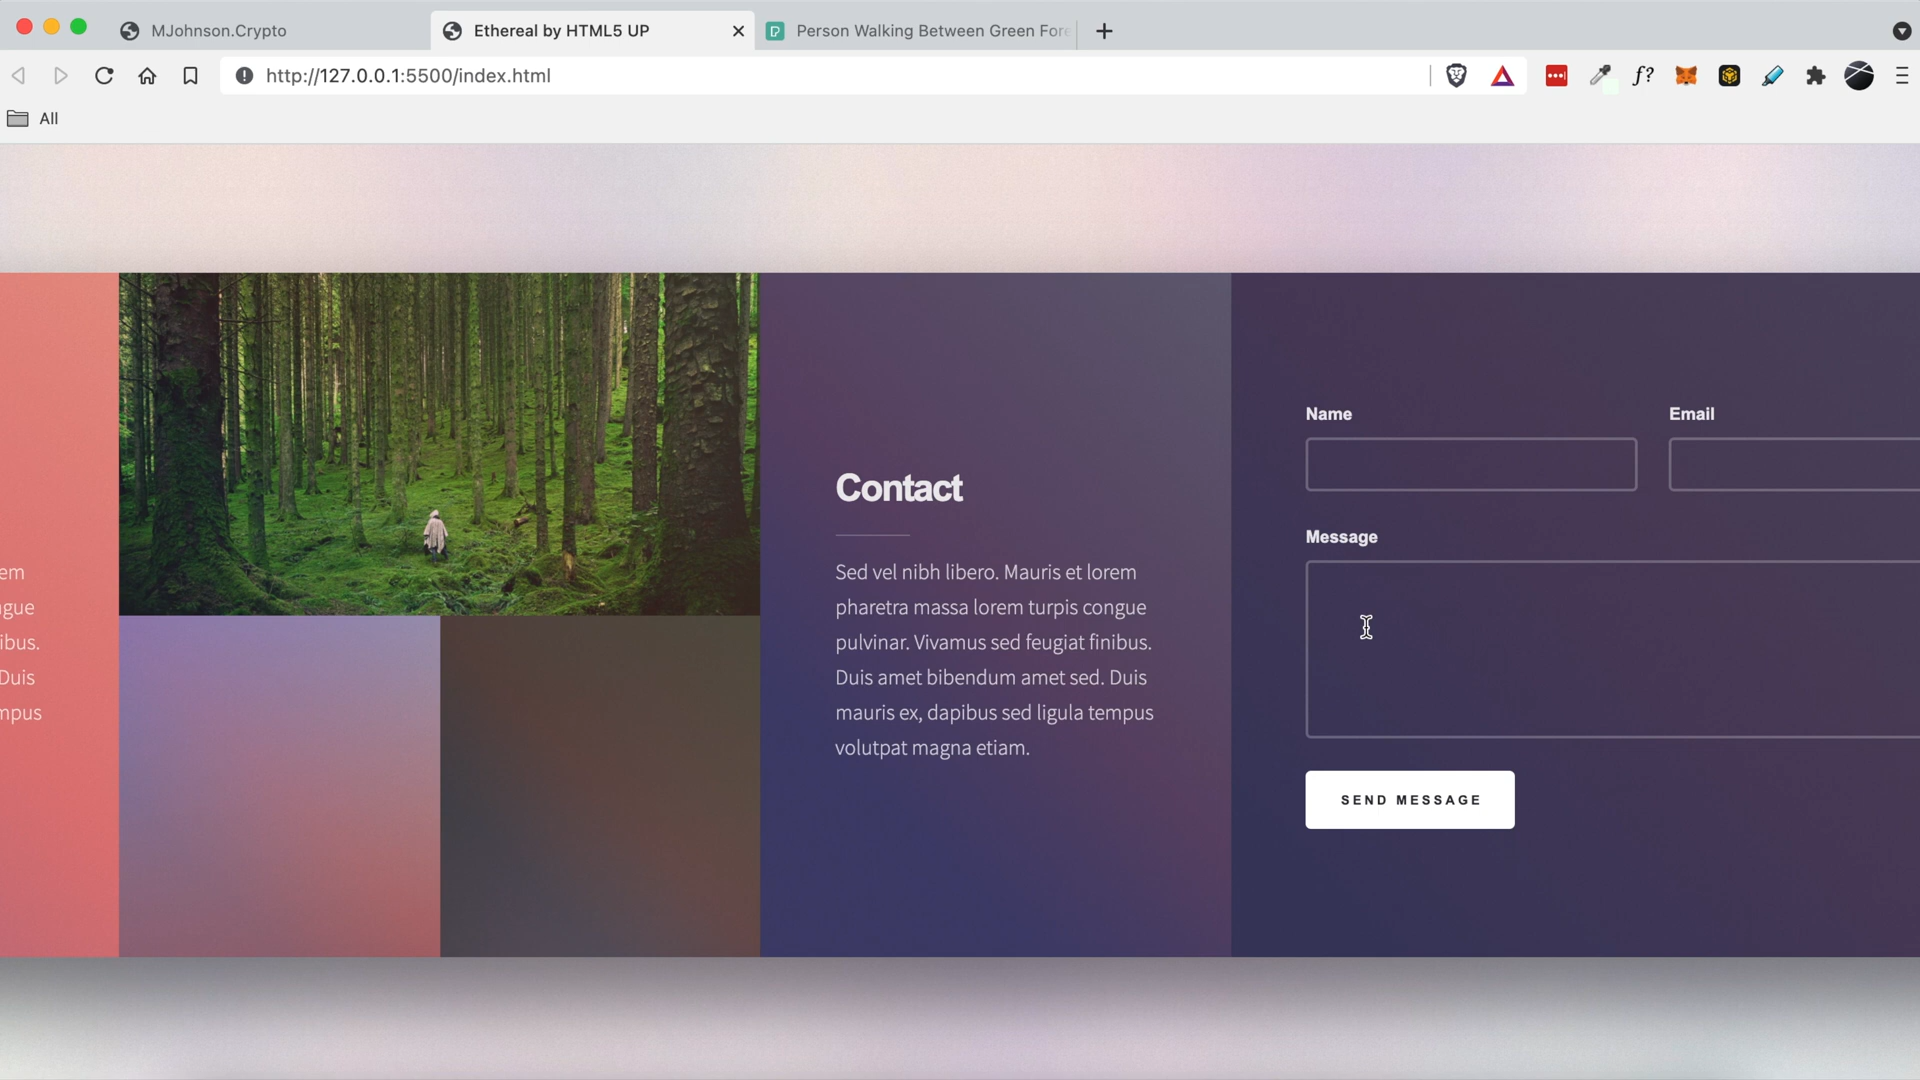 MJohnson.Crypto
Ethereal by HTML5 UP
Person Walking Between Green Fore
http://127.0.0.1:5500/index.html
f?
All
em
gue
ibus.
Duis
mpus
Contact
Sed vel nibh libero. Mauris et lorem
pharetra massa lorem turpis congue
pulvinar. Vivamus sed feugiat finibus.
Duis amet bibendum amet sed. Duis
mauris ex, dapibus sed ligula tempus
volutpat magna etiam.
Name
Email
Message
SEND MESSAGE